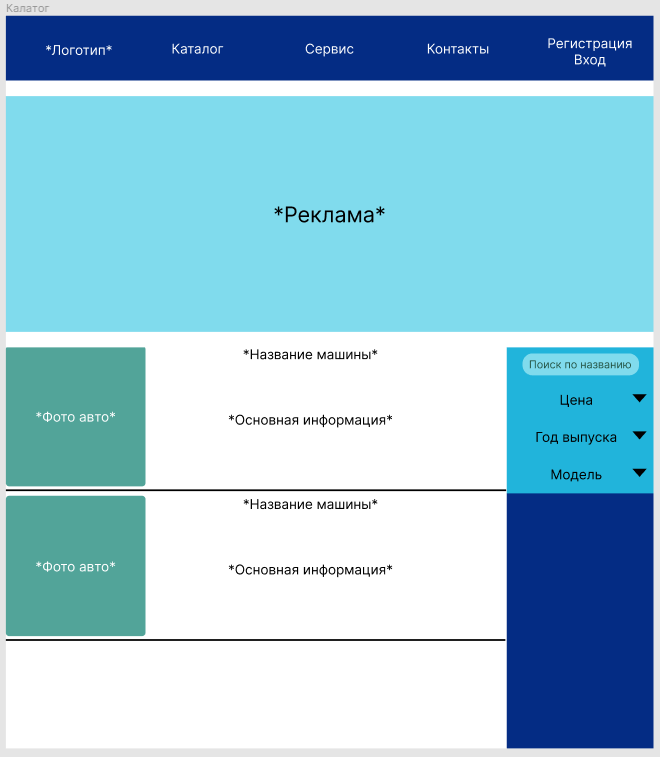 Калатог
*Логотип*
Каталог
Сервис
Контакты
Регистрация
Вход
*Реклама*
*Фото авто*
*Название машины*
*Основная информация*
Поиск по названию
Цена
Год выпуска
Модель
*Фото авто*
*Название машины*
*Основная информация*